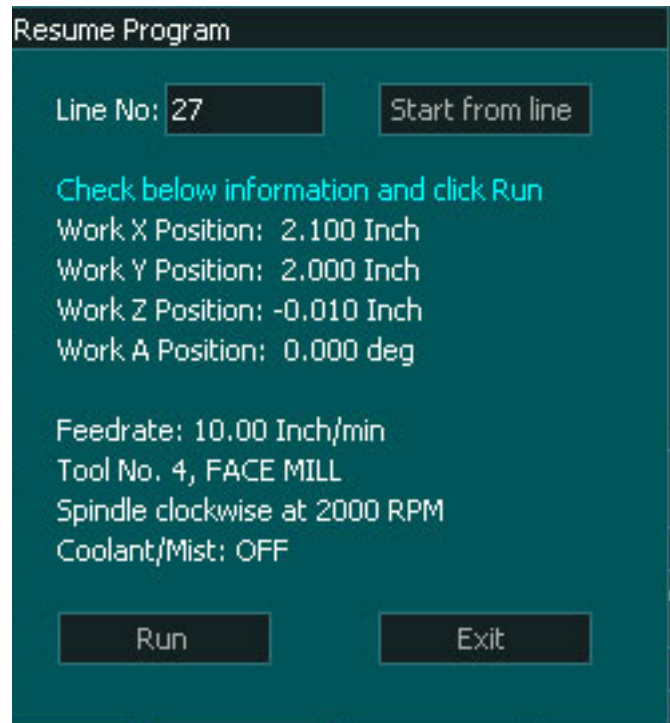 Resume Program
Line No: 27 Start from line
Check below information and click Run
Work X Position: 2.100 Inch
Work Y Position: 2.000 Inch
Work Z Position: -0.010 Inch
Work A Position: 0.000 deg
Feedrate: 10.00 Inch/min
Tool No. 4, FACE MILL
Spindle clockwise at 2000 RPM
Coolant/Mist: OFF
Run Exit